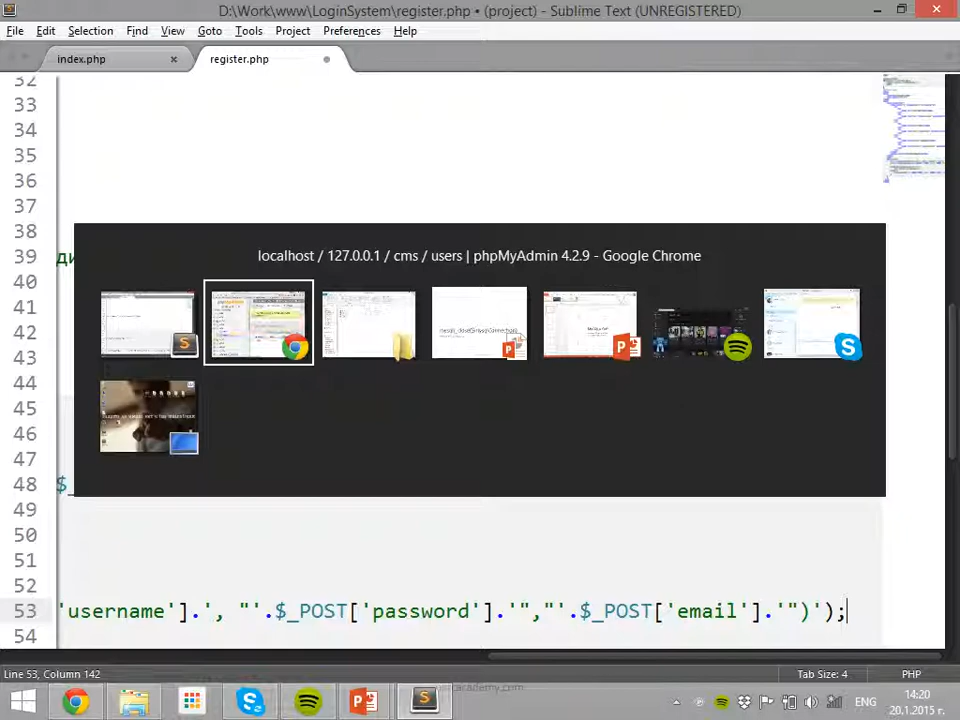 D:\Work\www\LoginSystem\register.php • (project) - Sublime Text (UNREGISTERED)
File Edit Selection Find View Goto Tools Project Preferences Help
index.php
register.php
32
33
34
35
36
37
38
39
40
41
42
43
44
45
46
47
48 $_
49
50
51
52
53 'username'].', "'.$_POST['password'].'","'.$_POST['email'].'")');
54
localhost / 127.0.0.1 / cms / users | phpMyAdmin 4.2.9 - Google Chrome
Line 53, Column 142
Tab Size: 4
PHP
ЕНГ
14:20
20.1.2015 г.